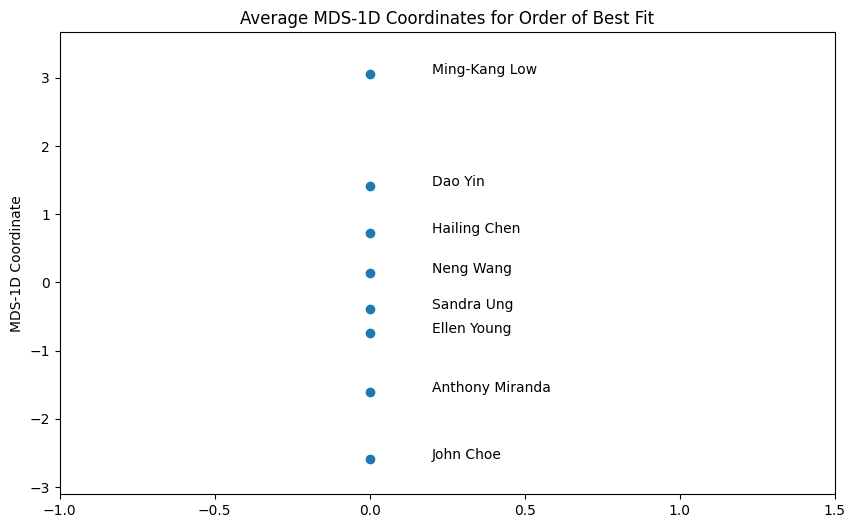 Average MDS-1D Coordinates for Order of Best Fit
MDS-1D Coordinate
3
2
1
0
−1
−2
−3
Ming-Kang Low
Dao Yin
Hailing Chen
Neng Wang
Sandra Ung
Ellen Young
Anthony Miranda
John Choe
−1.0
−0.5
0.0
0.5
1.0
1.5